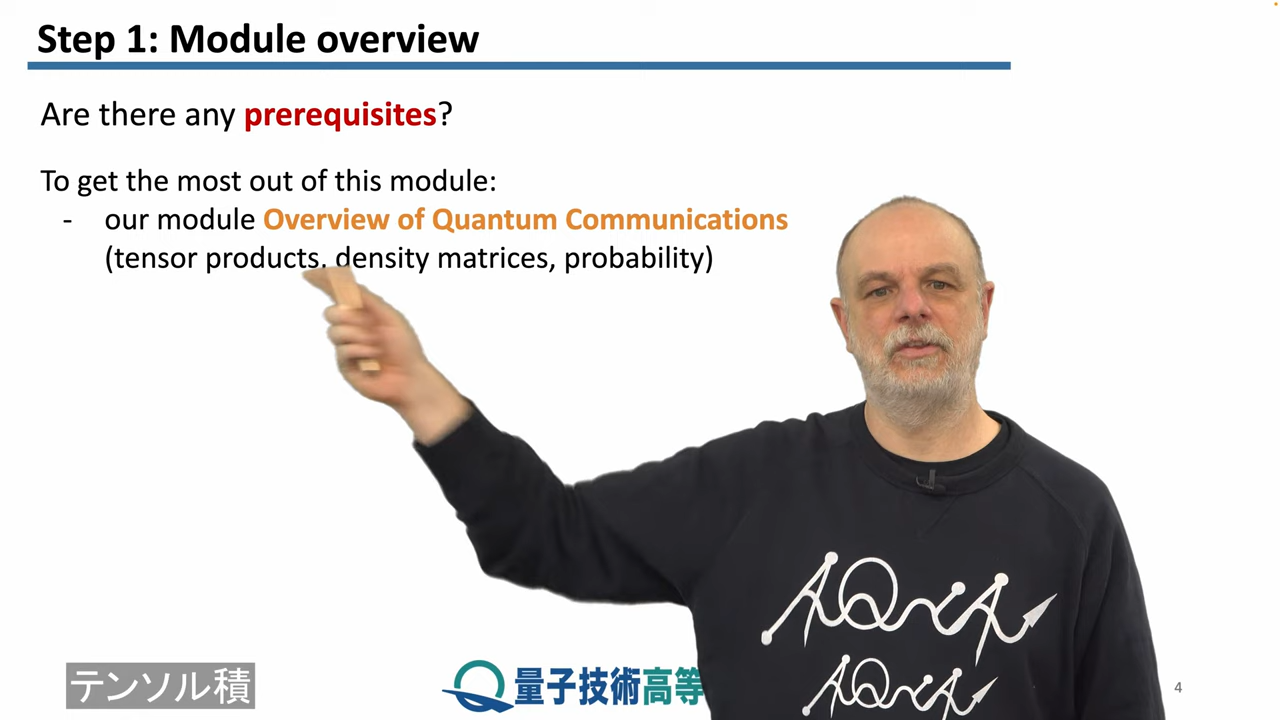 Step 1: Module overview
Are there any prerequisites?
To get the most out of this module:
- our module Overview of Quantum Communications
(tensor products, density matrices, probability)
AQUA
AQUA
テンソル積
量子技術高等
4